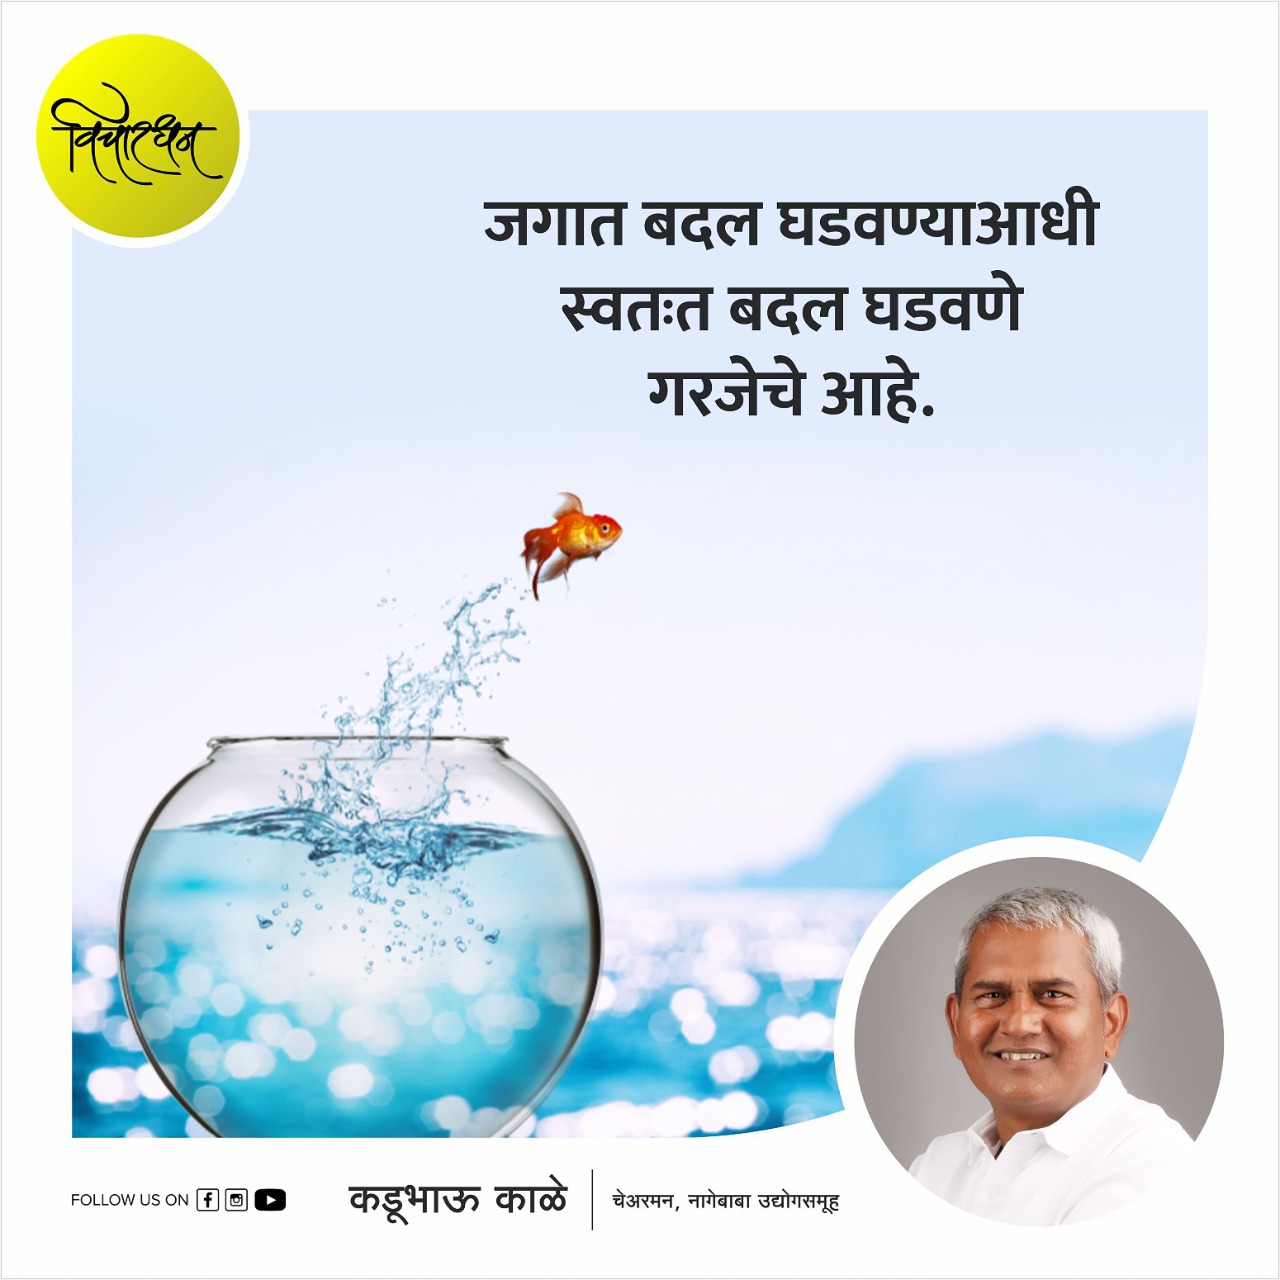 विचारधन
जगात बदल घडवण्याआधी
स्वतःत बदल घडवणे
गरजेचे आहे.
FOLLOW US ON
कडूभाऊ काळे
चेअरमन, नागेबाबा उद्योगसमूह